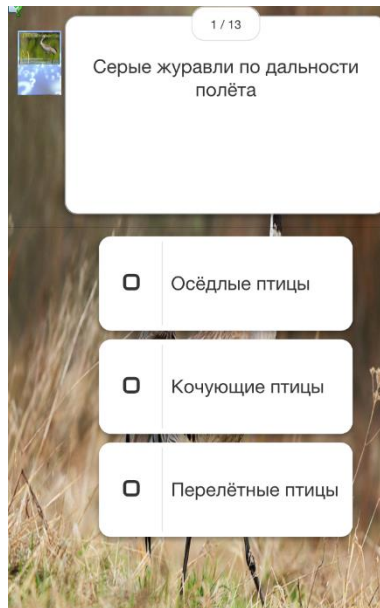 1 / 13
Серые журавли по дальности
полёта
Осёдлые птицы
Кочующие птицы
Перелётные птицы